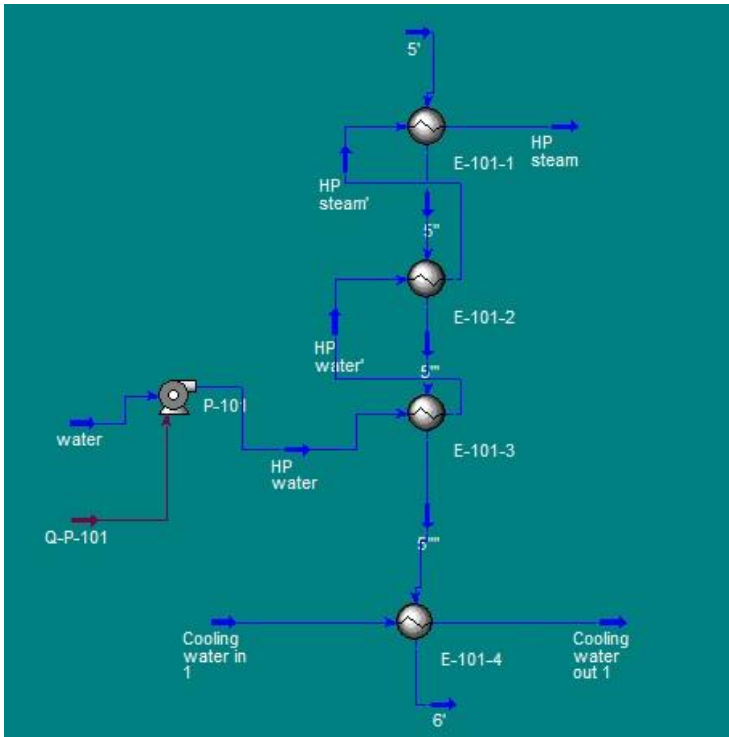 5'
E-101-1
HP
steam
HP
steam'
5"
E-101-2
HP
water'
5'"
P-101
water
E-101-3
HP
water
Q-P-101
5""
Cooling
water in
1
E-101-4
Cooling
water
out 1
6'